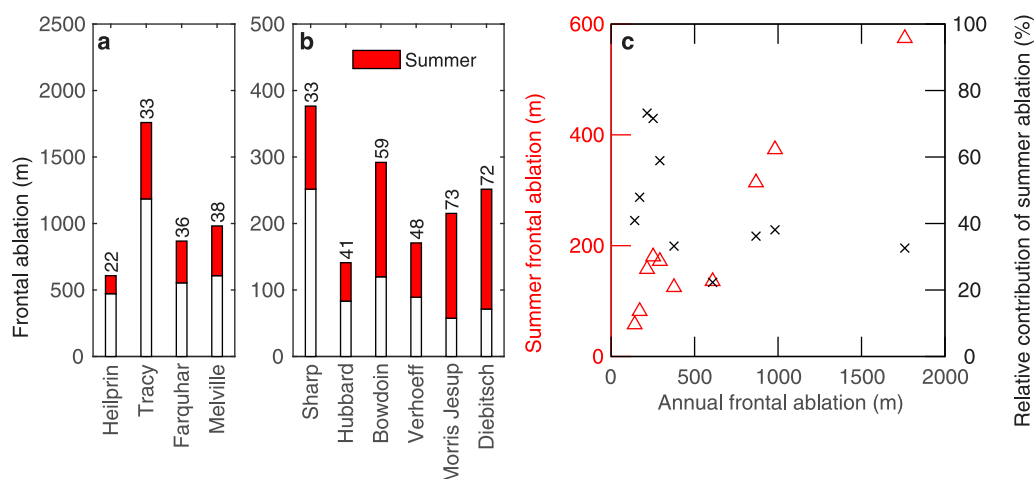 a
Frontal ablation (m)
2500
2000
1500
1000
500
0
22
33
36
38
Heilprin
Tracy
Farquhar
Melville
b
Summer
500
400
300
200
100
0
33
41
59
48
73
72
Sharp
Hubbard
Bowdoin
Verhoeff
Morris Jesup
Diebitsch
c
Summer frontal ablation (m)
600
400
200
0
0
500
1000
1500
2000
Annual frontal ablation (m)
100
80
60
40
20
0
Relative contribution of summer ablation (%)